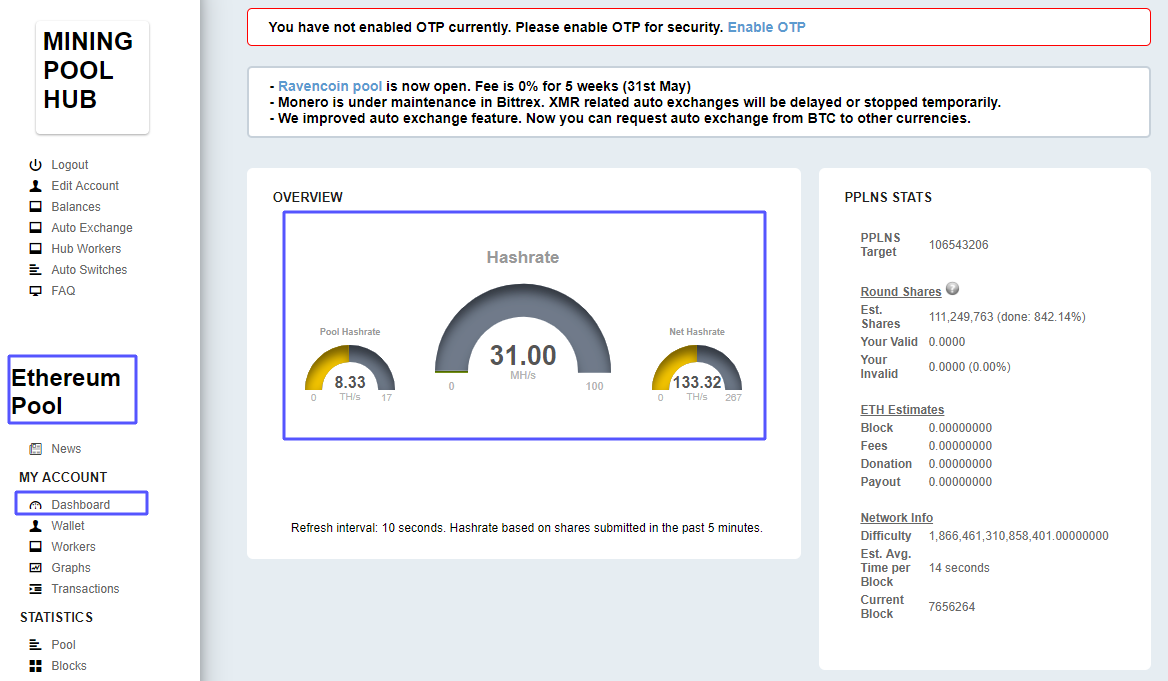 MINING
POOL
HUB
Logout
Edit Account
Balances
Auto Exchange
Hub Workers
Auto Switches
FAQ
Ethereum
Pool
News
MY ACCOUNT
Dashboard
Wallet
Workers
Graphs
Transactions
STATISTICS
Pool
Blocks
You have not enabled OTP currently. Please enable OTP for security. Enable OTP
- Ravencoin pool is now open. Fee is 0% for 5 weeks (31st May)
- Monero is under maintenance in Bittrex. XMR related auto exchanges will be delayed or stopped temporarily.
- We improved auto exchange feature. Now you can request auto exchange from BTC to other currencies.
OVERVIEW
Hashrate
Pool Hashrate
8.33
TH/s
0 17
31.00
MH/s
0 100
Net Hashrate
133.32
TH/s
0 267
Refresh interval: 10 seconds. Hashrate based on shares submitted in the past 5 minutes.
PPLNS STATS
PPLNS
Target 106543206
Round Shares ?
Est.
Shares 111,249,763 (done: 842.14%)
Your Valid 0.0000
Your
Invalid 0.0000 (0.00%)
ETH Estimates
Block 0.00000000
Fees 0.00000000
Donation 0.00000000
Payout 0.00000000
Network Info
Difficulty 1,866,461,310,858,401.00000000
Est. Avg.
Time per 14 seconds
Block
Current
Block 7656264